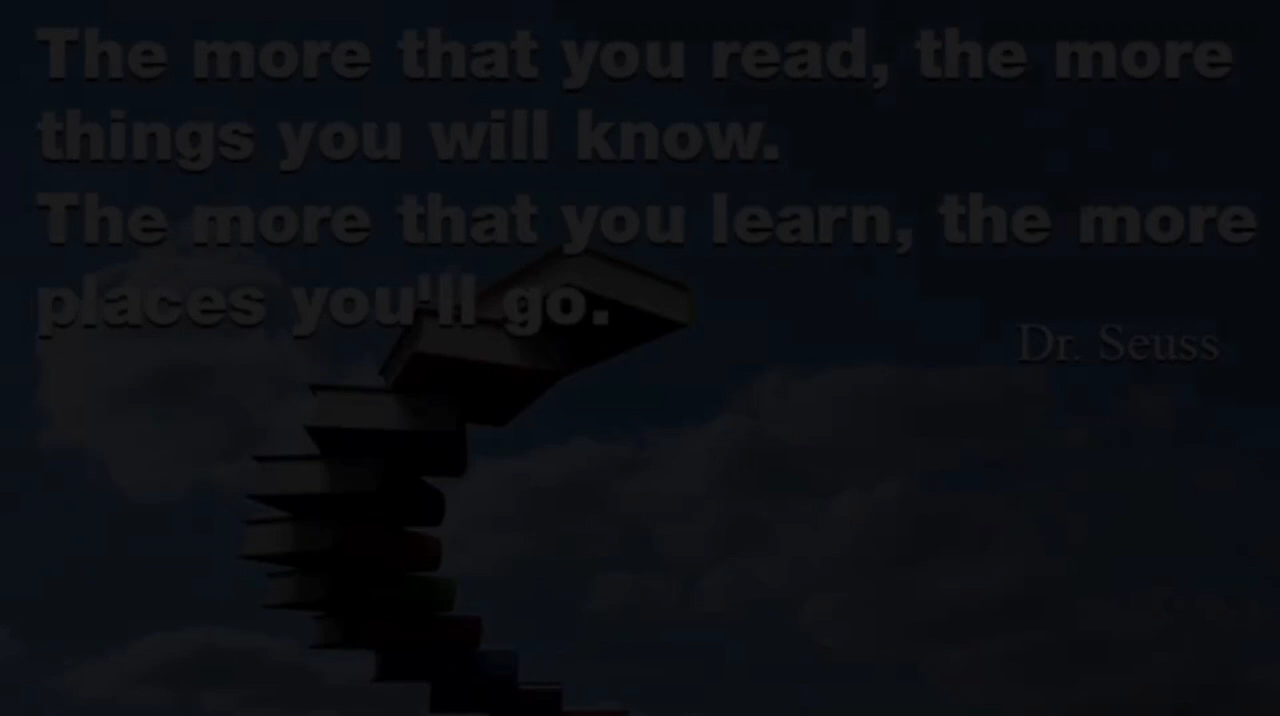 The more that you read, the more
things you will know.
The more that you learn, the more
places you'll go.
Dr. Seuss